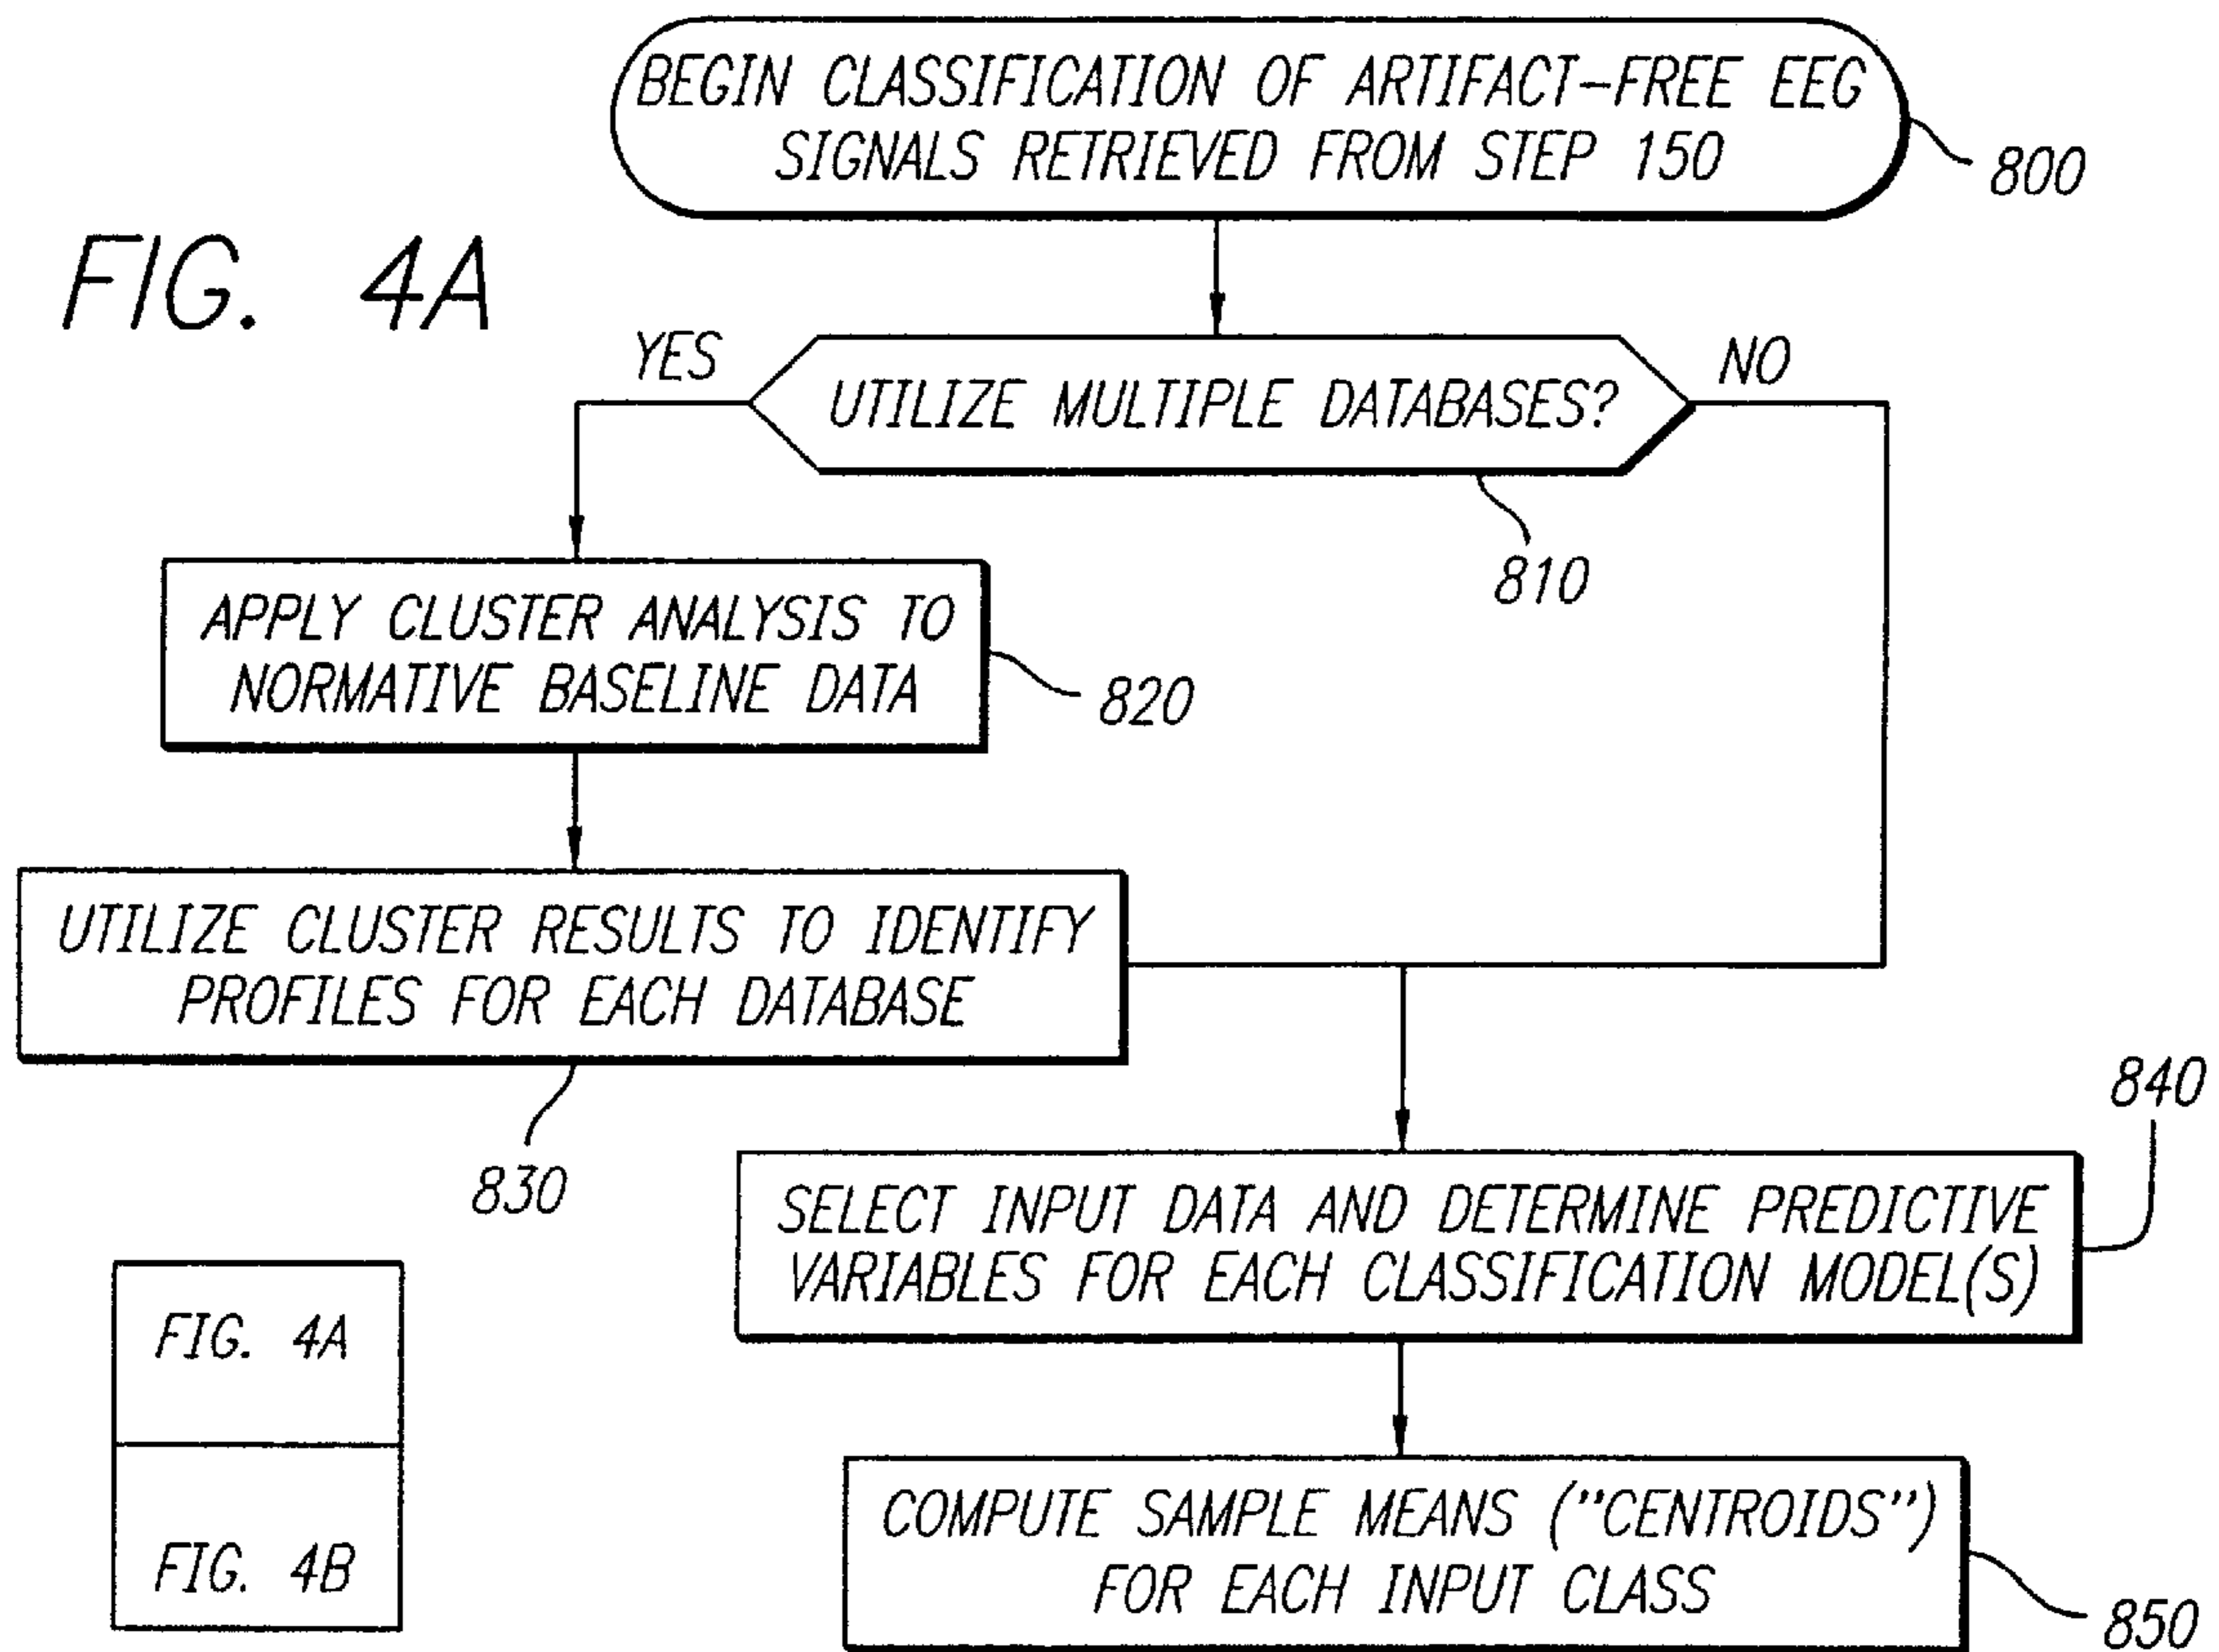 BEGIN CLASSIFICATION OF ARTIFACT-FREE EEG
SIGNALS RETRIEVED FROM STEP 150
800
FIG. 4A
YES
NO
UTILIZE MULTIPLE DATABASES?
810
APPLY CLUSTER ANALYSIS TO
NORMATIVE BASELINE DATA
820
UTILIZE CLUSTER RESULTS TO IDENTIFY
PROFILES FOR EACH DATABASE
830
840
SELECT INPUT DATA AND DETERMINE PREDICTIVE
VARIABLES FOR EACH CLASSIFICATION MODEL(S)
COMPUTE SAMPLE MEANS ("CENTROIDS")
FOR EACH INPUT CLASS
850
FIG. 4A
FIG. 4B